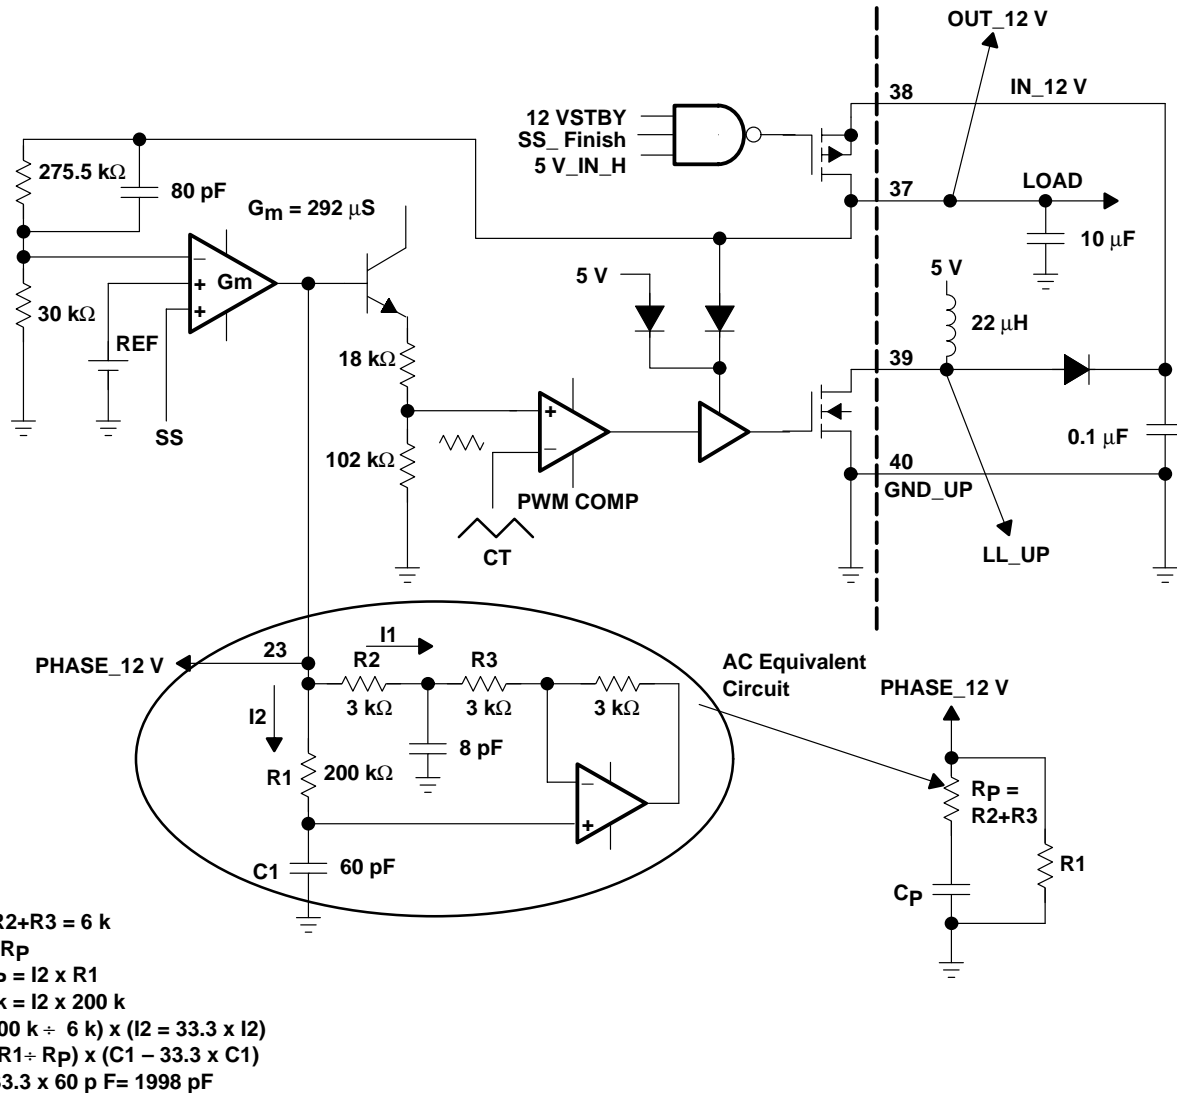 OUT_12 V
38
IN_12 V
12 VSTBY
SS_ Finish
5 V_IN_H
275.5 kΩ
80 pF
Gm = 292 μS
37
LOAD
10 μF
5 V
5 V
Gm
30 kΩ
REF
22 μH
18 kΩ
39
SS
0.1 μF
102 kΩ
40
GND_UP
PWM COMP
CT
LL_UP
I1
PHASE_12 V
23
R2
R3
AC Equivalent
Circuit
PHASE_12 V
3 kΩ
3 kΩ
3 kΩ
I2
8 pF
R1
200 kΩ
RP =
R2+R3
R1
C1
60 pF
CP
R2+R3 = 6 k
RP
P = I2 x R1
k = I2 x 200 k
00 k ÷ 6 k) x (I2 = 33.3 x I2)
R1÷ RP) x (C1 – 33.3 x C1)
33.3 x 60 p F= 1998 pF